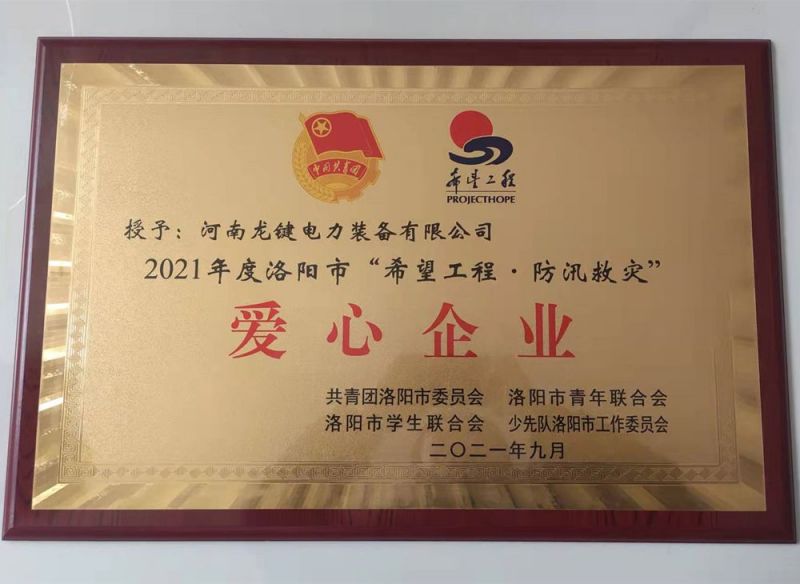 中国共青团
希望工程
PROJECTHOPE
授予：河南龙键电力装备有限公司
2021年度洛阳市“希望工程·防汛救灾”
爱心企业
共青团洛阳市委员会 洛阳市青年联合会
洛阳市学生联合会 少先队洛阳市工作委员会
二〇二一年九月